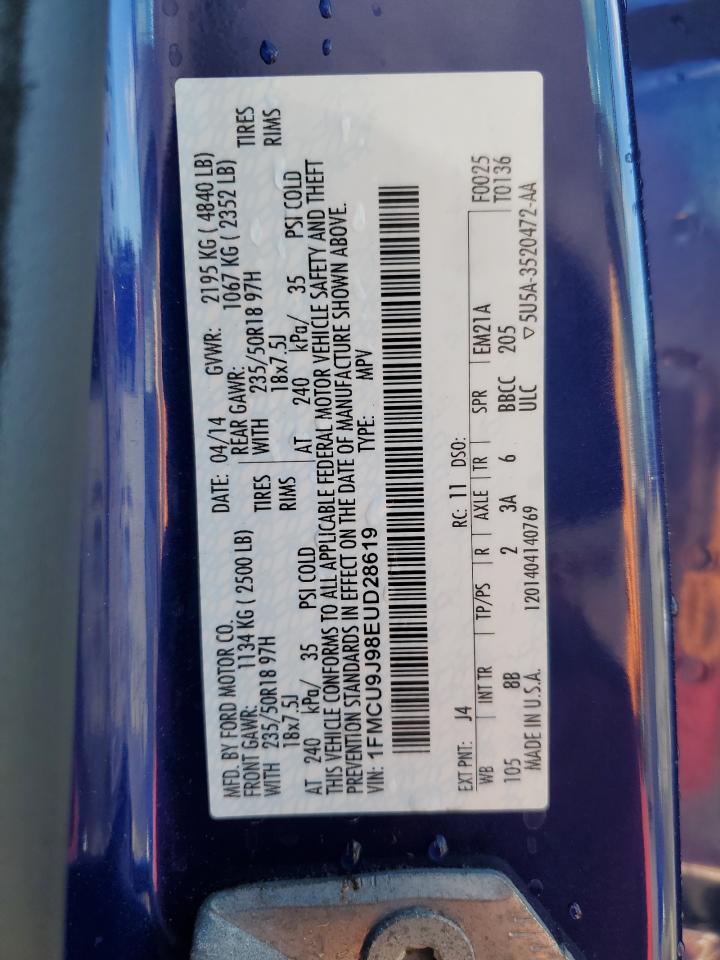 MFD. BY FORD MOTOR CO. DATE: 04/14 GVWR: 2195 KG ( 4840 LB)
FRONT GAWR: 1134 KG ( 2500 LB) REAR GAWR: 1067 KG ( 2352 LB)
WITH 235/50R18 97H TIRES WITH 235/50R18 97H TIRES
18x7.5J RIMS 18x7.5J RIMS
AT 240 kPa/ 35 PSI COLD AT 240 kPa/ 35 PSI COLD
THIS VEHICLE CONFORMS TO ALL APPLICABLE FEDERAL MOTOR VEHICLE SAFETY AND THEFT
PREVENTION STANDARDS IN EFFECT ON THE DATE OF MANUFACTURE SHOWN ABOVE.
VIN: 1FMCU9J98EUD28619 TYPE: MPV
EXT PNT: J4 RC: 11 DSO: F0025
WB INT TR TP/PS R AXLE TR SPR EM21A T0136
105 8B 2 3A 6 BBCC 205
MADE IN U.S.A. 1201404140769 ULC ▽5U5A-3520472-AA